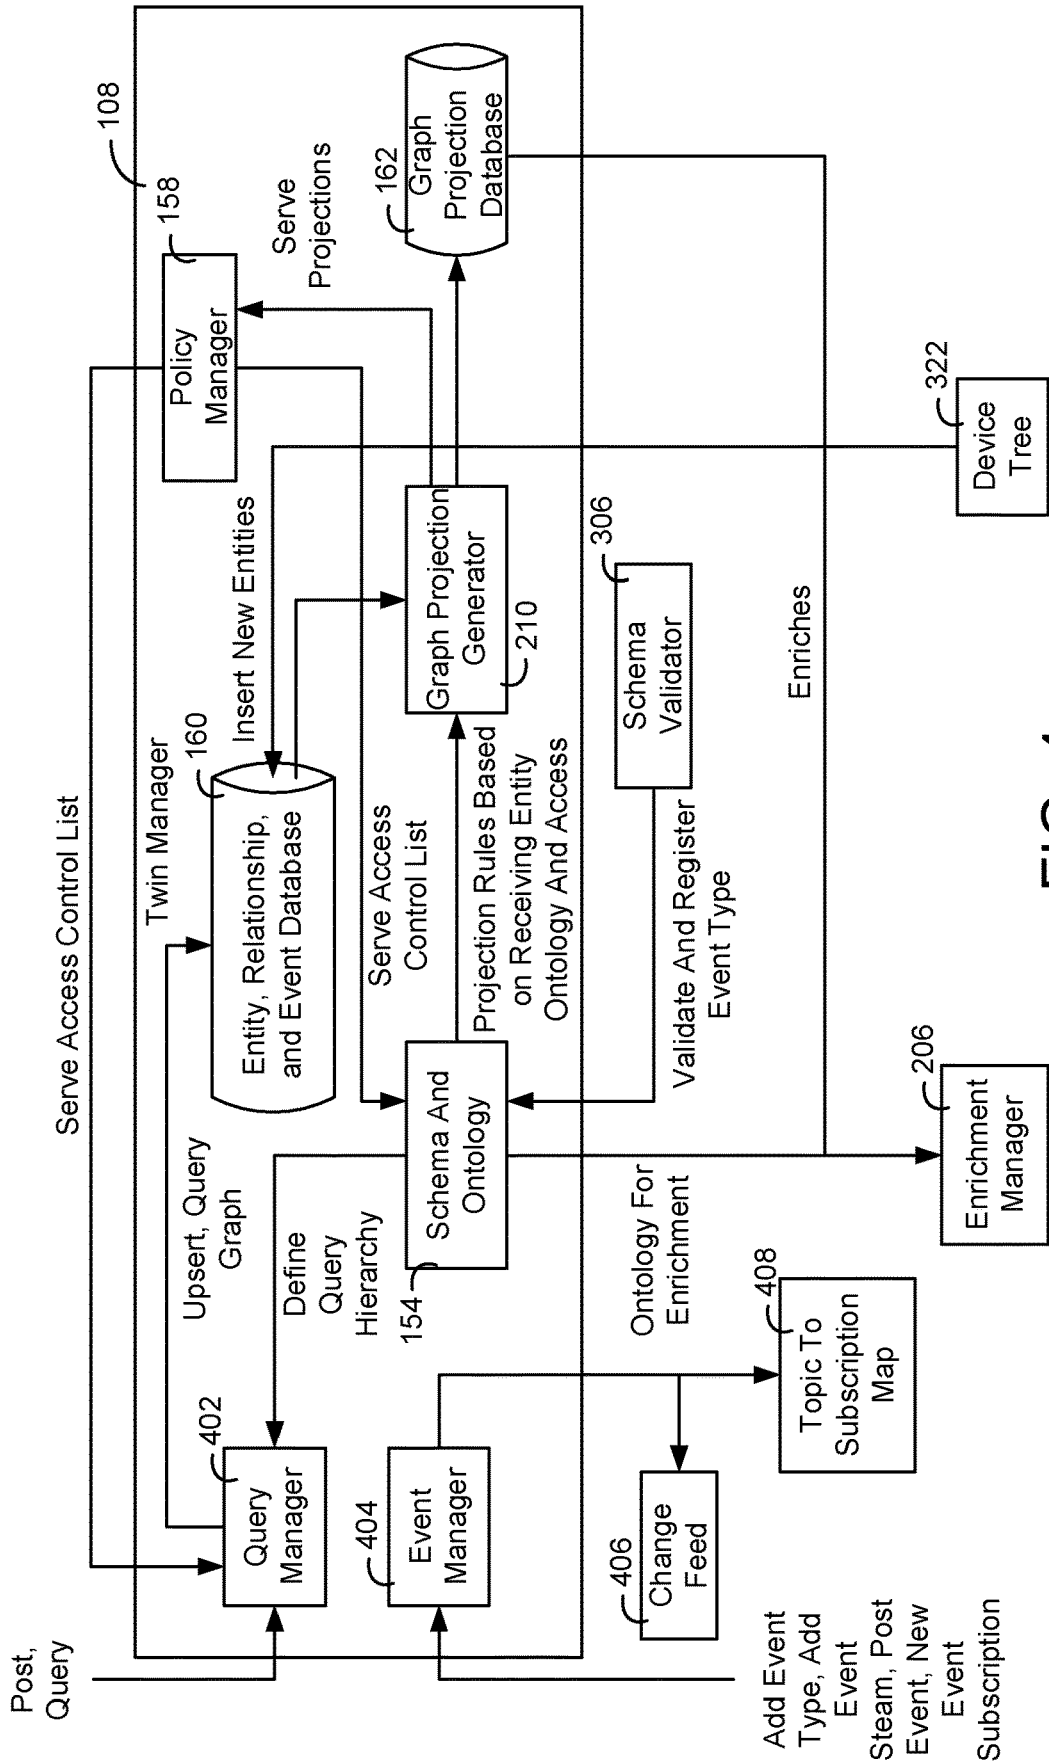 Post,
Query
Serve Access Control List
108
Twin Manager
158
Policy
Manager
Upsert, Query
Graph
160
Insert New Entities
Serve
Projections
402
Query
Manager
Define
Query
Hierarchy
Entity, Relationship,
and Event Database
Serve Access
Control List
162
Graph
Projection
Database
404
Event
Manager
154
Schema And
Ontology
Projection Rules Based
on Receiving Entity
Ontology And Access
Graph Projection
Generator
210
406
Change
Feed
Ontology For
Enrichment
Validate And Register
Event Type
306
Schema
Validator
408
Topic To
Subscription
Map
Enriches
Add Event
Type, Add
Event
Steam, Post
Event, New
Event
Subscription
206
Enrichment
Manager
322
Device
Tree
FIG